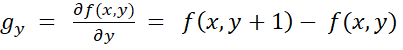 g_y = ∂f(x,y)/∂y = f(x, y + 1) − f(x, y)